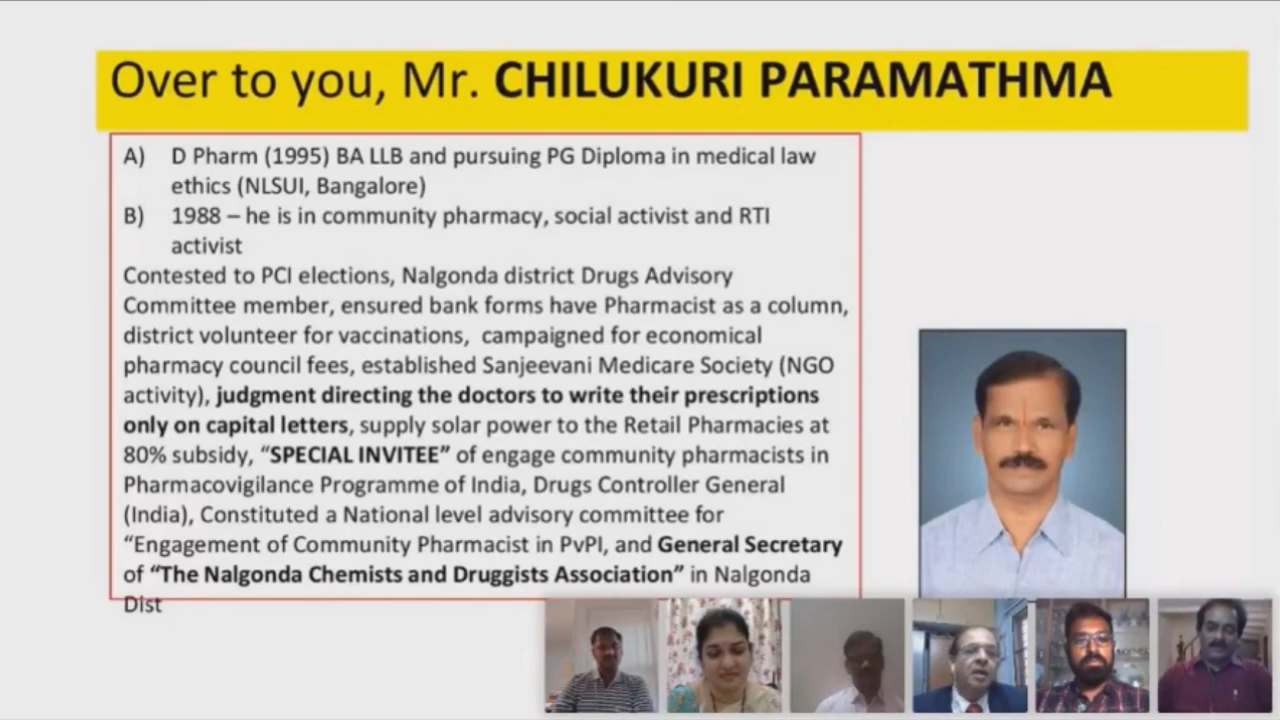 Over to you, Mr. CHILUKURI PARAMATHMA
A) D Pharm (1995) BA LLB and pursuing PG Diploma in medical law
ethics (NLSUI, Bangalore)
B) 1988 – he is in community pharmacy, social activist and RTI
activist
Contested to PCI elections, Nalgonda district Drugs Advisory
Committee member, ensured bank forms have Pharmacist as a column,
district volunteer for vaccinations, campaigned for economical
pharmacy council fees, established Sanjeevani Medicare Society (NGO
activity), judgment directing the doctors to write their prescriptions
only on capital letters, supply solar power to the Retail Pharmacies at
80% subsidy, “SPECIAL INVITEE” of engage community pharmacists in
Pharmacovigilance Programme of India, Drugs Controller General
(India), Constituted a National level advisory committee for
“Engagement of Community Pharmacist in PvPI, and General Secretary
of “The Nalgonda Chemists and Druggists Association” in Nalgonda
Dist